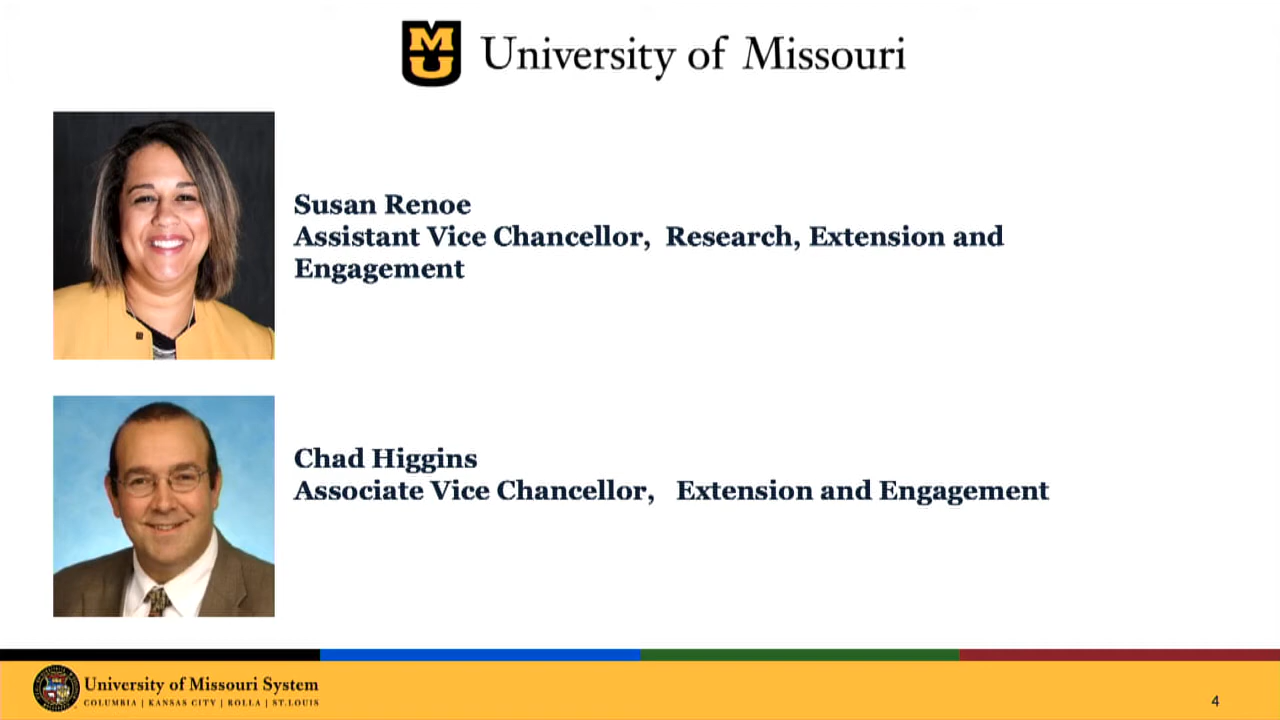 MU
University of Missouri
Susan Renoe
Assistant Vice Chancellor, Research, Extension and
Engagement
Chad Higgins
Associate Vice Chancellor, Extension and Engagement
University of Missouri System
COLUMBIA | KANSAS CITY | ROLLA | ST.LOUIS
4